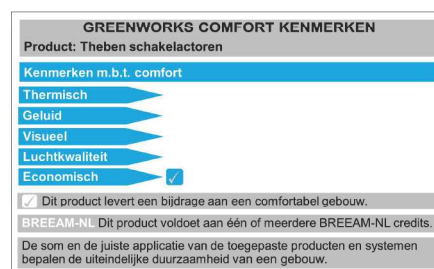 GREENWORKS COMFORT KENMERKEN
Product: Theben schakelactoren
Kenmerken m.b.t. comfort
Thermisch
Geluid
Visueel
Luchtkwaliteit
Economisch
Dit product levert een bijdrage aan een comfortabel gebouw.
BREEAM-NL Dit product voldoet aan één of meerdere BREEAM-NL credits.
De som en de juiste applicatie van de toegepaste producten en systemen
bepalen de uiteindelijke duurzaamheid van een gebouw.